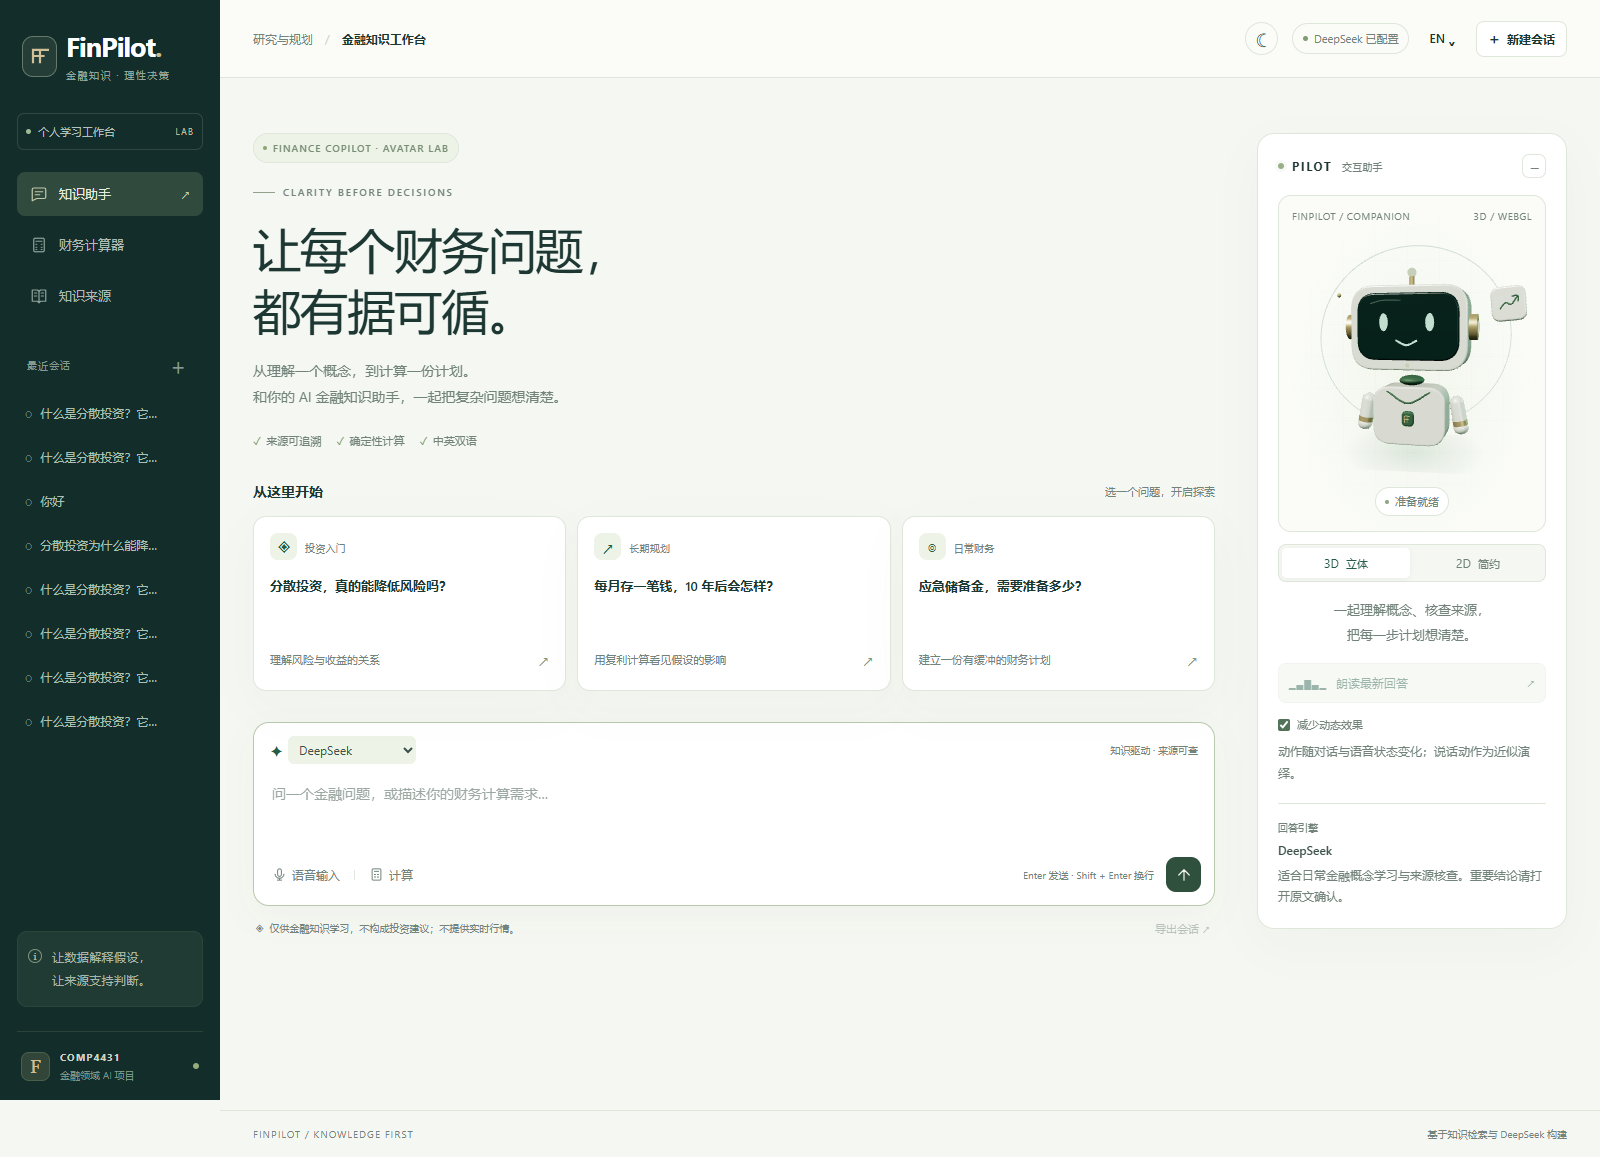 FinPilot.
金融知识 · 理性决策
个人学习工作台 LAB
知识助手
财务计算器
知识来源
最近会话
什么是分散投资？它...
什么是分散投资？它...
你好
分散投资为什么能降...
什么是分散投资？它...
什么是分散投资？它...
什么是分散投资？它...
什么是分散投资？它...
让数据解释假设，
让来源支持判断。
F
COMP4431
金融领域 AI 项目
研究与规划 / 金融知识工作台
DeepSeek 已配置
EN
+ 新建会话
FINANCE COPILOT · AVATAR LAB
CLARITY BEFORE DECISIONS
让每个财务问题，
都有据可循。
从理解一个概念，到计算一份计划。
和你的 AI 金融知识助手，一起把复杂问题想清楚。
✓ 来源可追溯 ✓ 确定性计算 ✓ 中英双语
从这里开始
选一个问题，开启探索
投资入门
分散投资，真的能降低风险吗？
理解风险与收益的关系
长期规划
每月存一笔钱，10 年后会怎样？
用复利计算看见假设的影响
日常财务
应急储备金，需要准备多少？
建立一份有缓冲的财务计划
DeepSeek
知识驱动 · 来源可查
问一个金融问题，或描述你的财务计算需求...
语音输入
计算
Enter 发送 · Shift + Enter 换行
仅供金融知识学习，不构成投资建议；不提供实时行情。
导出会话 ↗
PILOT 交互助手
FINPILOT / COMPANION
3D / WEBGL
准备就绪
3D 立体
2D 简约
一起理解概念、核查来源，
把每一步计划想清楚。
朗读最新回答
减少动态效果
动作随对话与语音状态变化；说话动作为近似演
绎。
回答引擎
DeepSeek
适合日常金融概念学习与来源核查。重要结论请打
开原文确认。
FINPILOT / KNOWLEDGE FIRST
基于知识检索与 DeepSeek 构建